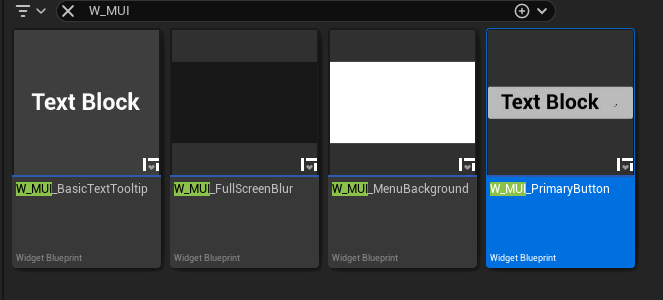 W_MUI
Text Block
Text Block
W_MUI_BasicTextTooltip
W_MUI_FullScreenBlur
W_MUI_MenuBackground
W_MUI_PrimaryButton
Widget Blueprint
Widget Blueprint
Widget Blueprint
Widget Blueprint